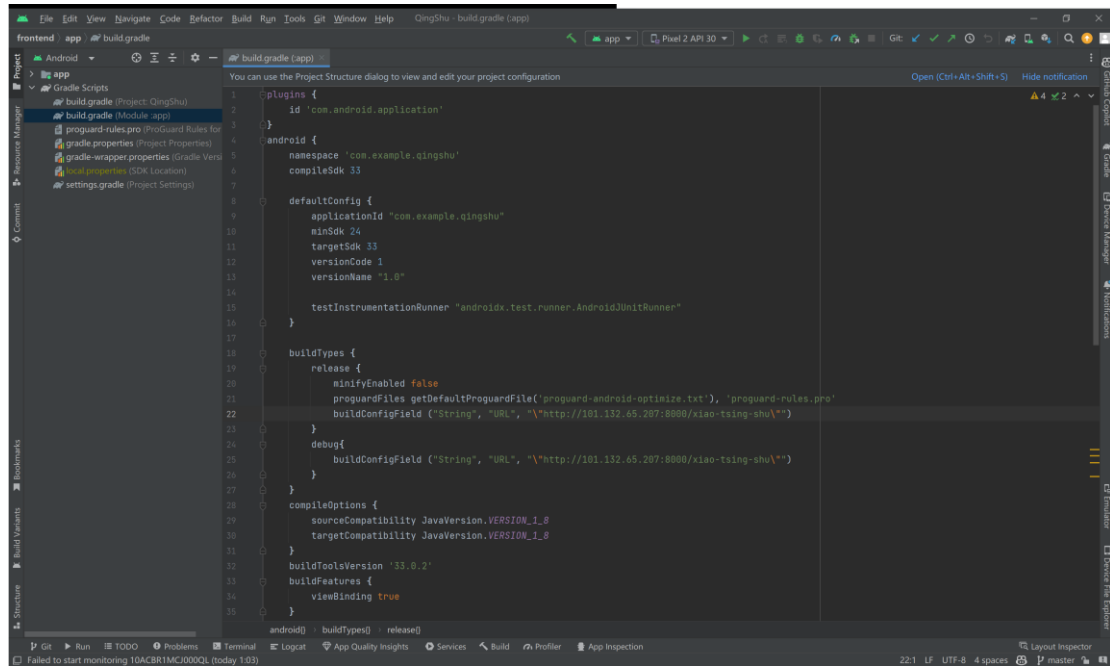 File Edit View Navigate Code Refactor Build Run Tools Git Window Help QingShu - build.gradle (:app)
frontend app build.gradle
app Pixel 2 API 30 Git:
Project
Android
build.gradle (:app)
app
Gradle Scripts
build.gradle (Project: QingShu)
build.gradle (Module :app)
proguard-rules.pro (ProGuard Rules for
gradle.properties (Project Properties)
gradle-wrapper.properties (Gradle Versi
local.properties (SDK Location)
settings.gradle (Project Settings)
Resource Manager
Commit
Bookmarks
Build Variants
Structure
You can use the Project Structure dialog to view and edit your project configuration
Open (Ctrl+Alt+Shift+S) Hide notification
4 2
1 plugins {
2 id 'com.android.application'
3 }
4 android {
5 namespace 'com.example.qingshu'
6 compileSdk 33
7
8 defaultConfig {
9 applicationId "com.example.qingshu"
10 minSdk 24
11 targetSdk 33
12 versionCode 1
13 versionName "1.0"
14
15 testInstrumentationRunner "androidx.test.runner.AndroidJUnitRunner"
16 }
17
18 buildTypes {
19 release {
20 minifyEnabled false
21 proguardFiles getDefaultProguardFile('proguard-android-optimize.txt'), 'proguard-rules.pro'
22 buildConfigField ("String", "URL", "\"http://101.132.65.207:8000/xiao-tsing-shu\"")
23 }
24 debug{
25 buildConfigField ("String", "URL", "\"http://101.132.65.207:8000/xiao-tsing-shu\"")
26 }
27 }
28 compileOptions {
29 sourceCompatibility JavaVersion.VERSION_1_8
30 targetCompatibility JavaVersion.VERSION_1_8
31 }
32 buildToolsVersion '33.0.2'
33 buildFeatures {
34 viewBinding true
35 }
GitHub Copilot
Gradle
Device Manager
Notifications
Emulator
Device File Explorer
android{} buildTypes{} release{}
Git Run TODO Problems Terminal Logcat App Quality Insights Services Build Profiler App Inspection Layout Inspector
Failed to start monitoring 10ACBR1MCJ000QL (today 1:03) 22:1 LF UTF-8 4 spaces master